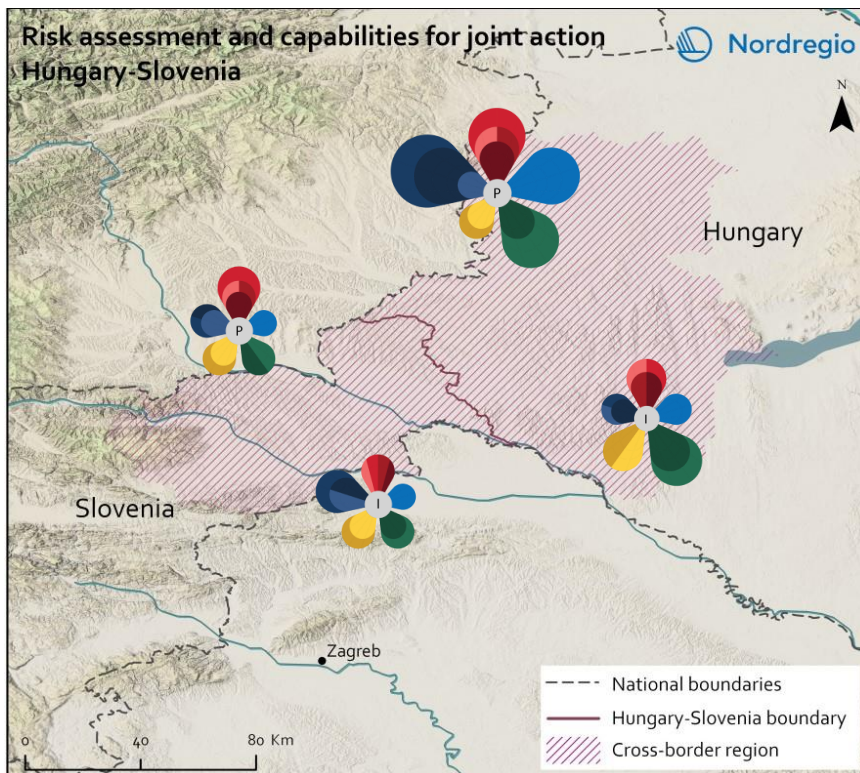 Risk assessment and capabilities for joint action
Hungary-Slovenia
Nordregio
N
P
Hungary
P
I
I
Slovenia
Zagreb
National boundaries
Hungary-Slovenia boundary
Cross-border region
0 40 80 Km